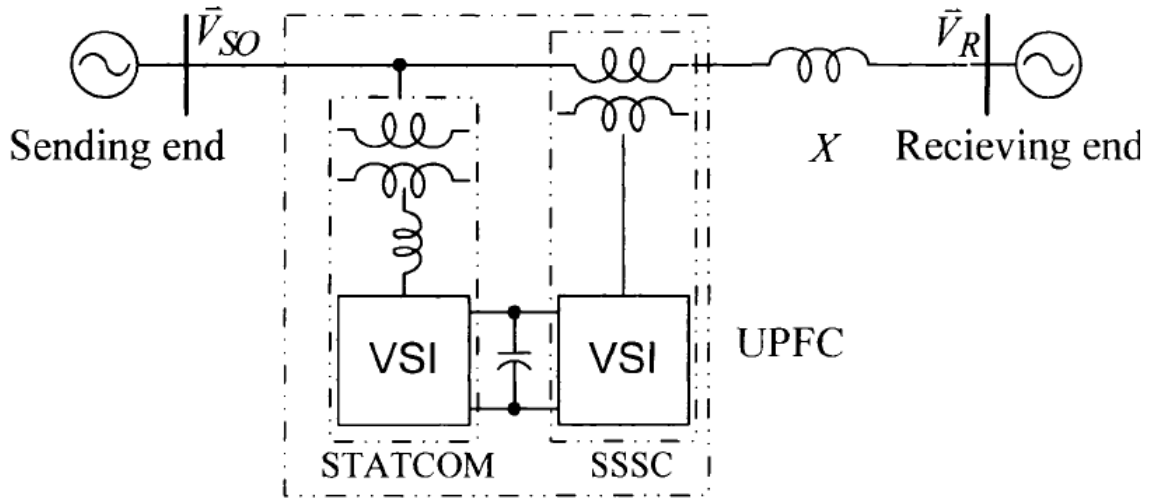 V⃗SO
V⃗R
Sending end
X
Recieving end
VSI
VSI
UPFC
STATCOM
SSSC